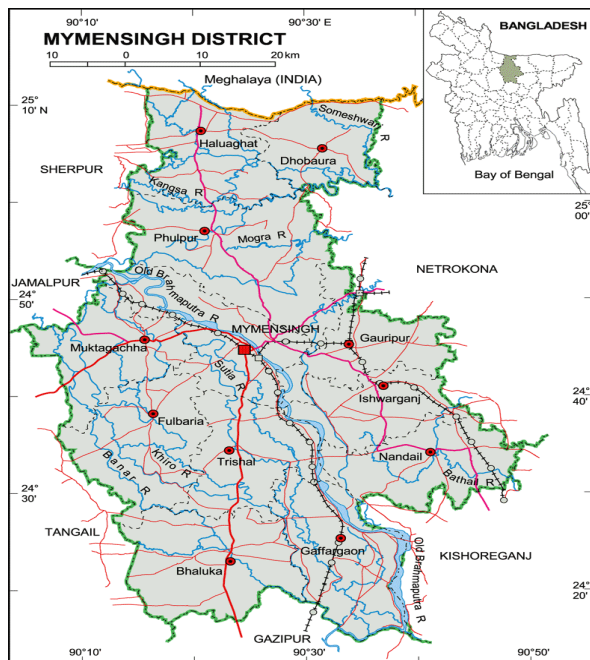 90°10'
90°30' E
MYMENSINGH DISTRICT
10 0 10 20 km
BANGLADESH
Bay of Bengal
Meghalaya (INDIA)
25°
10' N
Someshwari
R
Haluaghat
Dhobaura
SHERPUR
Kangsa R
25°
00'
Phulpur
Mogra R
NETROKONA
JAMALPUR
Old Brahmaputra R
24°
50'
MYMENSINGH
Muktagachha
Gauripur
Sutia R
Ishwarganj
24°
40'
Fulbaria
Khiro R
Trishal
Nandail
Banar R
Bathail R
24°
30'
TANGAIL
Gaffargaon
Old Brahmaputra R
KISHOREGANJ
Bhaluka
24°
20'
GAZIPUR
90°10'
90°30'
90°50'